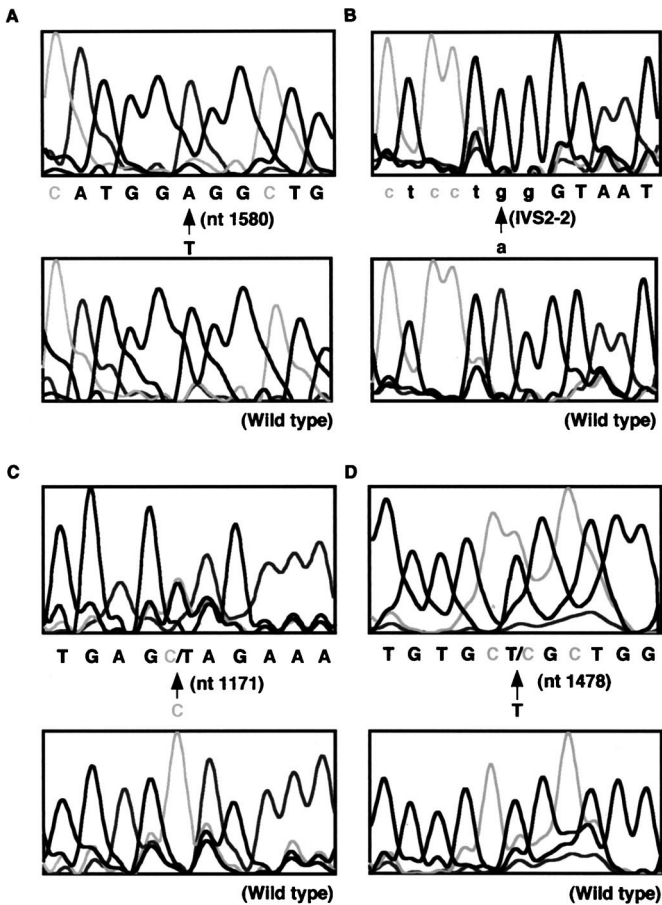 A
B
C A T G G A G G C T G
(nt 1580)
T
c t c c t g g G T A A T
(IVS2-2)
a
(Wild type)
(Wild type)
C
D
T G A G C/T A G A A A
(nt 1171)
C
T G T G C T/C G C T G G
(nt 1478)
T
(Wild type)
(Wild type)